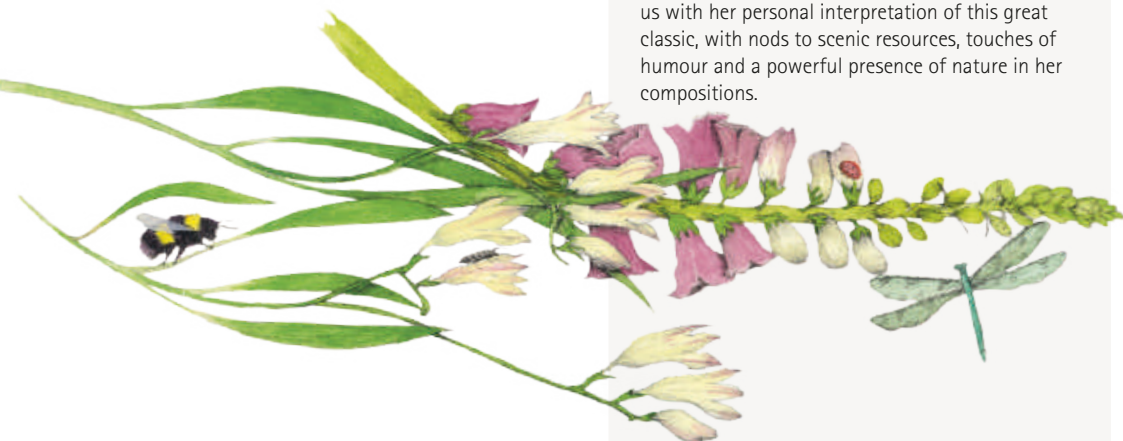 us with her personal interpretation of this great
classic, with nods to scenic resources, touches of
humour and a powerful presence of nature in her
compositions.